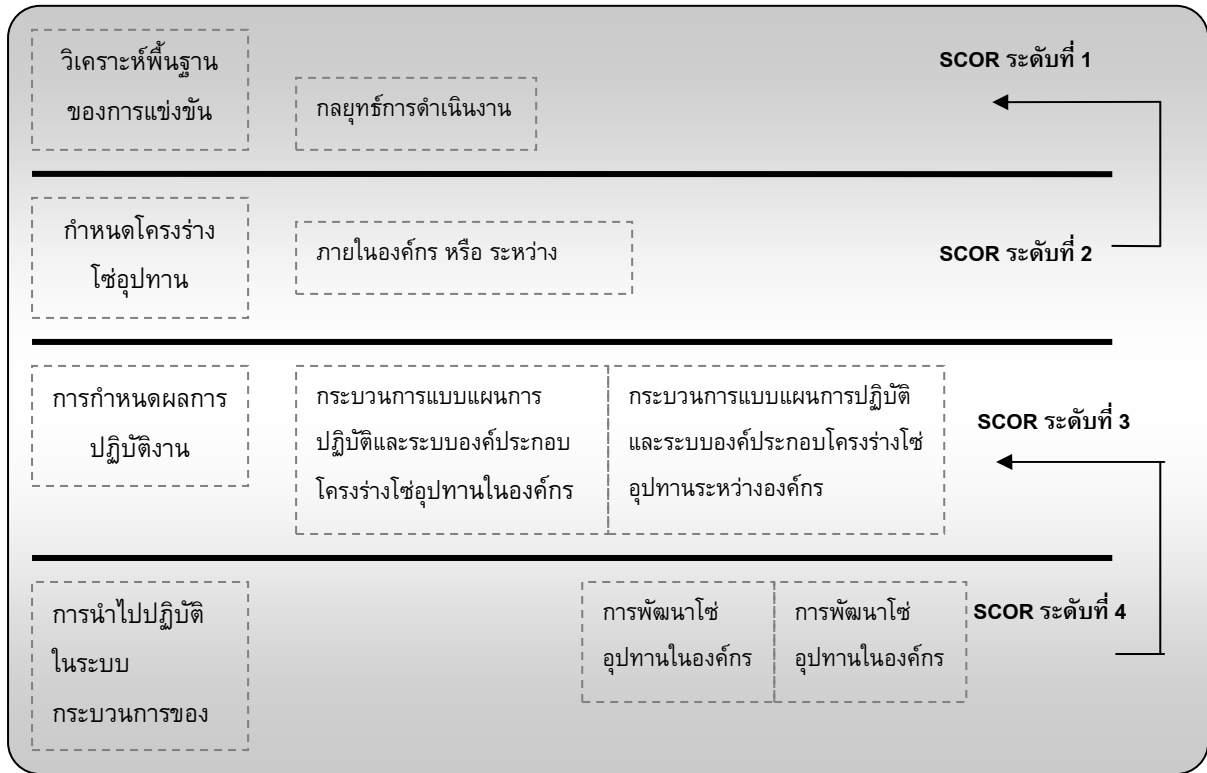 วิเคราะห์พื้นฐาน
ของการแข่งขัน
กลยุทธ์การดำเนินงาน
SCOR ระดับที่ 1
กำหนดโครงร่าง
โซ่อุปทาน
ภายในองค์กร หรือ ระหว่าง
SCOR ระดับที่ 2
การกำหนดผลการ
ปฏิบัติงาน
กระบวนการแบบแผนการ
ปฏิบัติและระบบองค์ประกอบ
โครงร่างโซ่อุปทานในองค์กร
กระบวนการแบบแผนการปฏิบัติ
และระบบองค์ประกอบโครงร่างโซ่
อุปทานระหว่างองค์กร
SCOR ระดับที่ 3
การนำไปปฏิบัติ
ในระบบ
กระบวนการของ
การพัฒนาโซ่
อุปทานในองค์กร
การพัฒนาโซ่
อุปทานในองค์กร
SCOR ระดับที่ 4